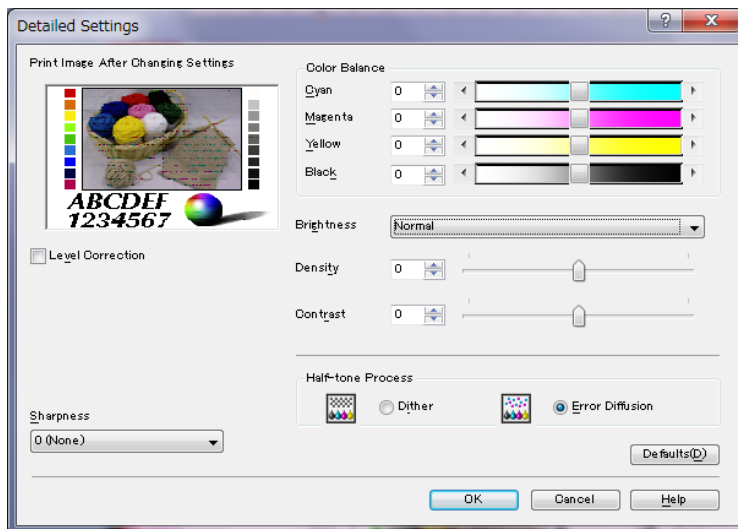 Detailed Settings
?
X
Print Image After Changing Settings
ABCDEF
1234567
Level Correction
Sharpness
0 (None)
Color Balance
Cyan 0
Magenta 0
Yellow 0
Black 0
Brightness Normal
Density 0
Contrast 0
Half-tone Process
Dither
Error Diffusion
Defaults(D)
OK
Cancel
Help